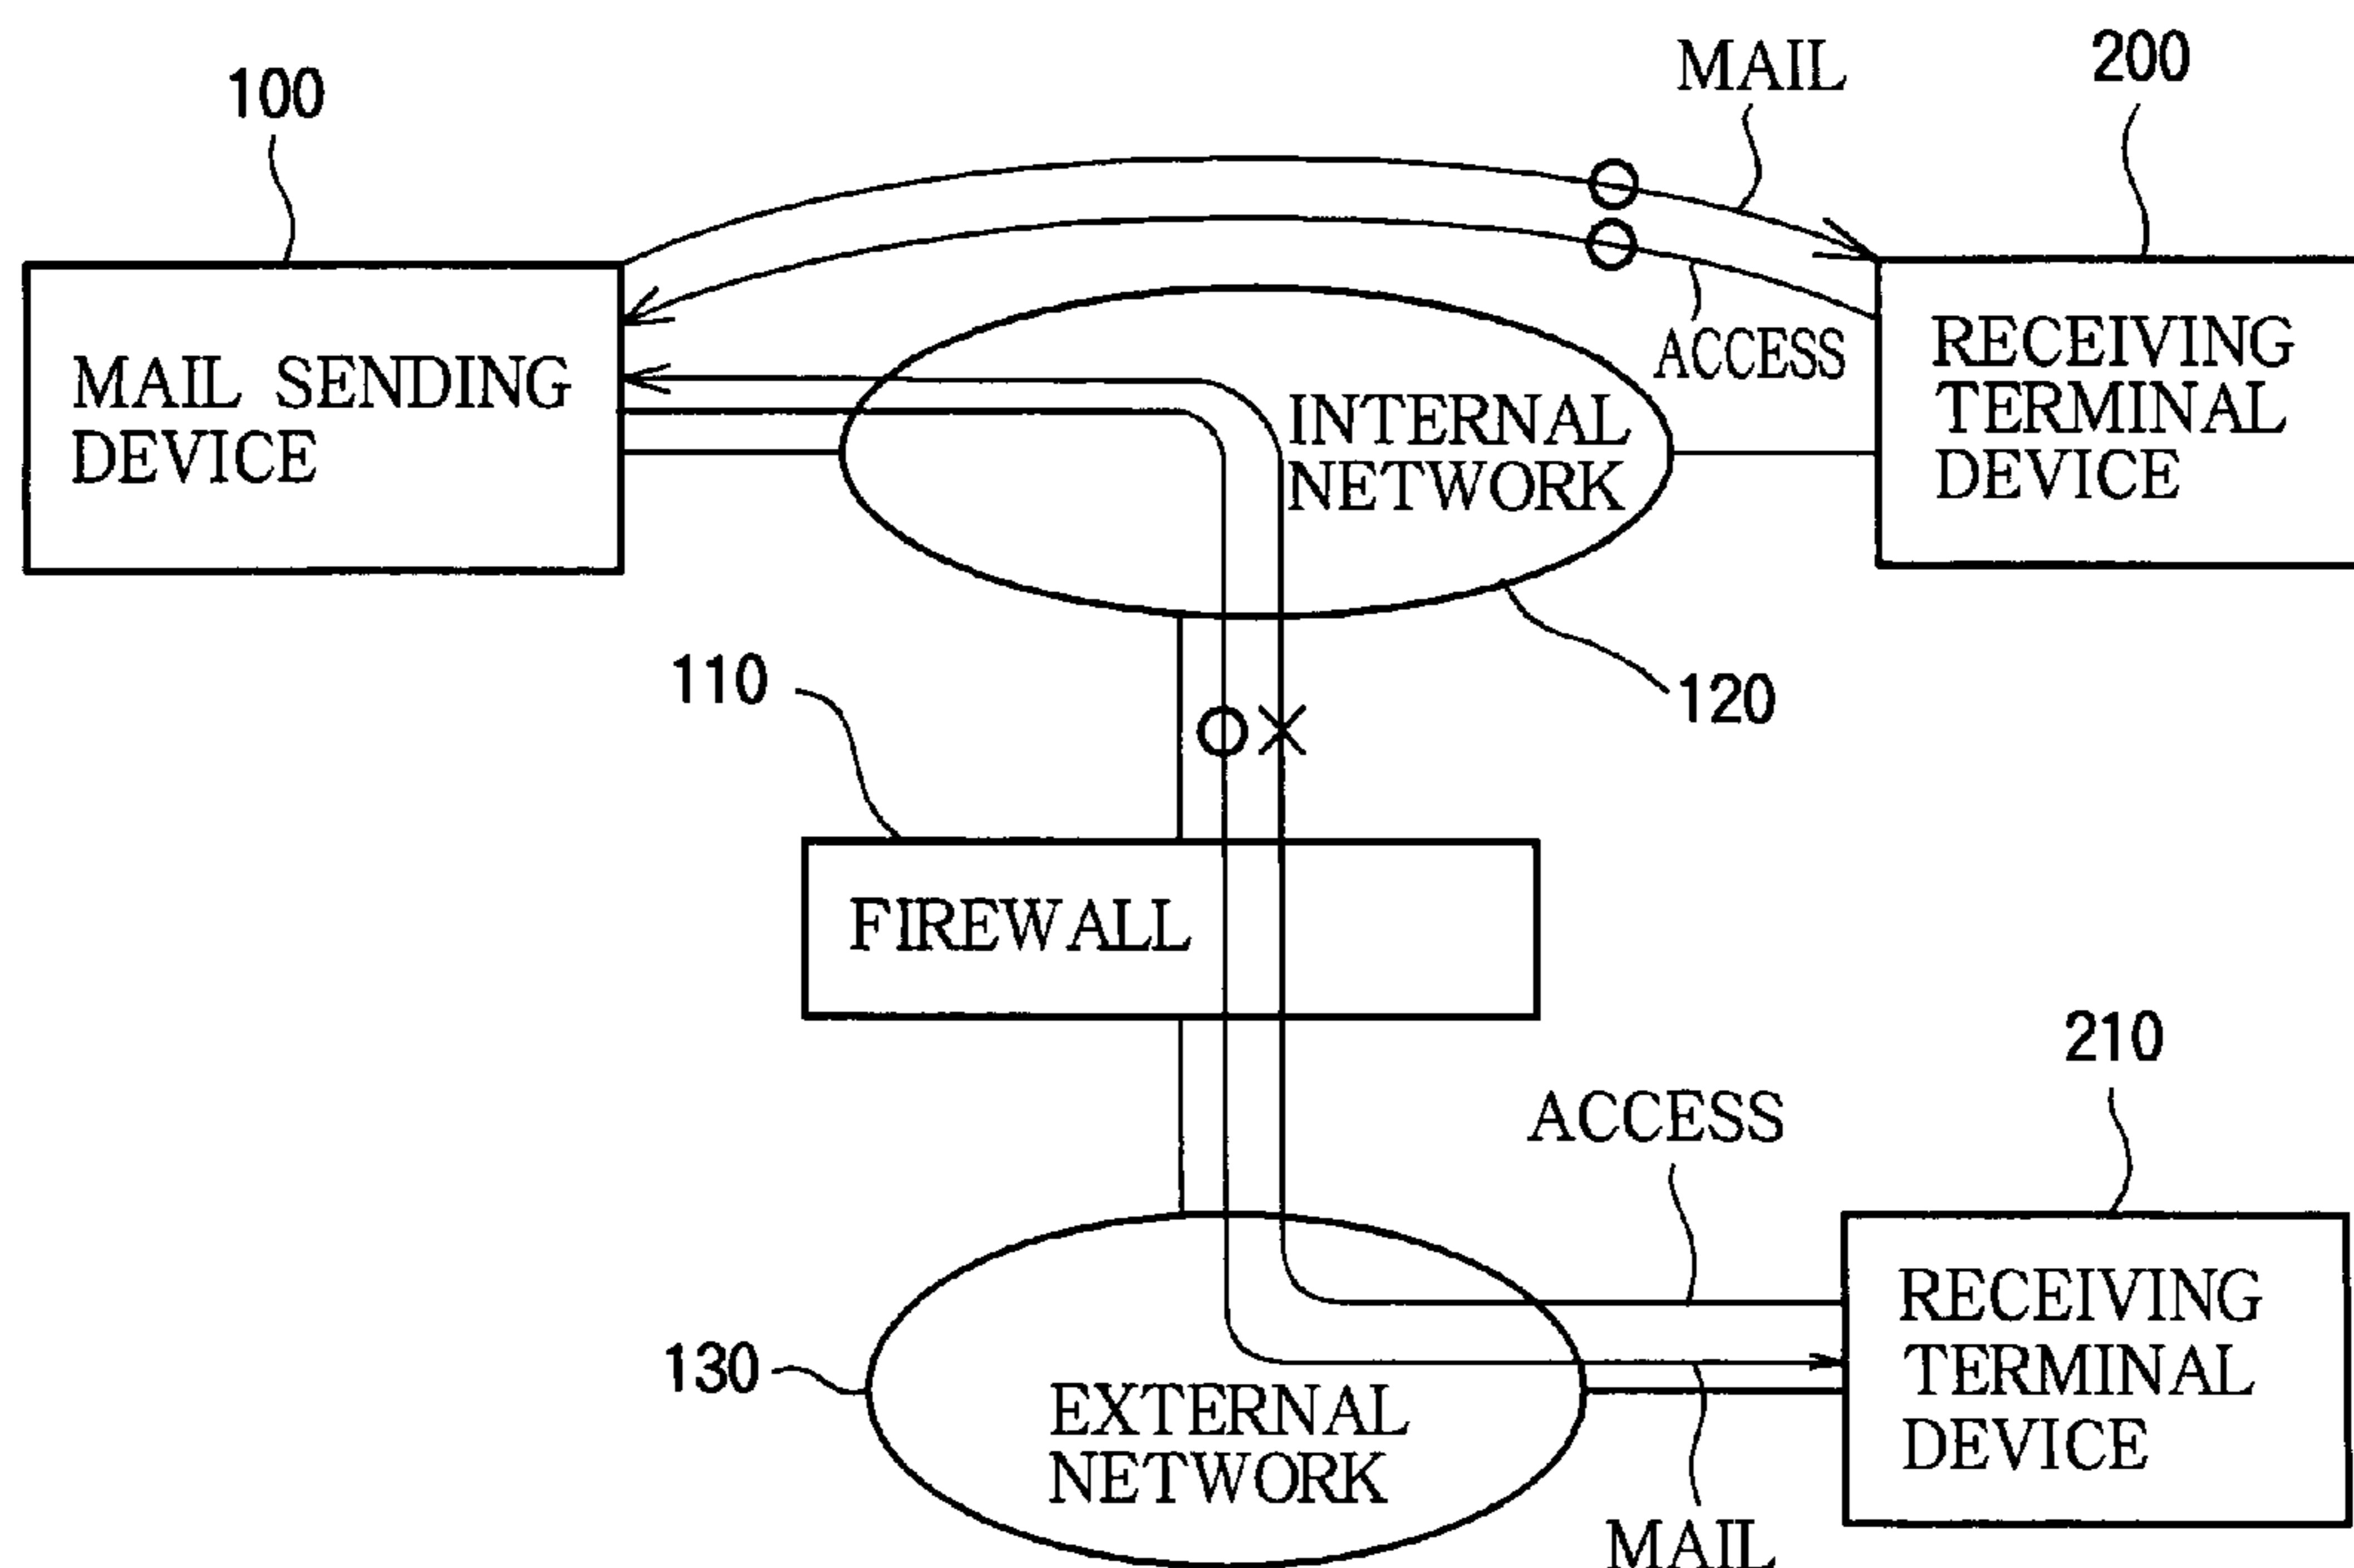 100
MAIL
200
MAIL SENDING
DEVICE
ACCESS
RECEIVING
TERMINAL
DEVICE
INTERNAL
NETWORK
110
120
FIREWALL
210
ACCESS
130
EXTERNAL
NETWORK
RECEIVING
TERMINAL
DEVICE
MAIL